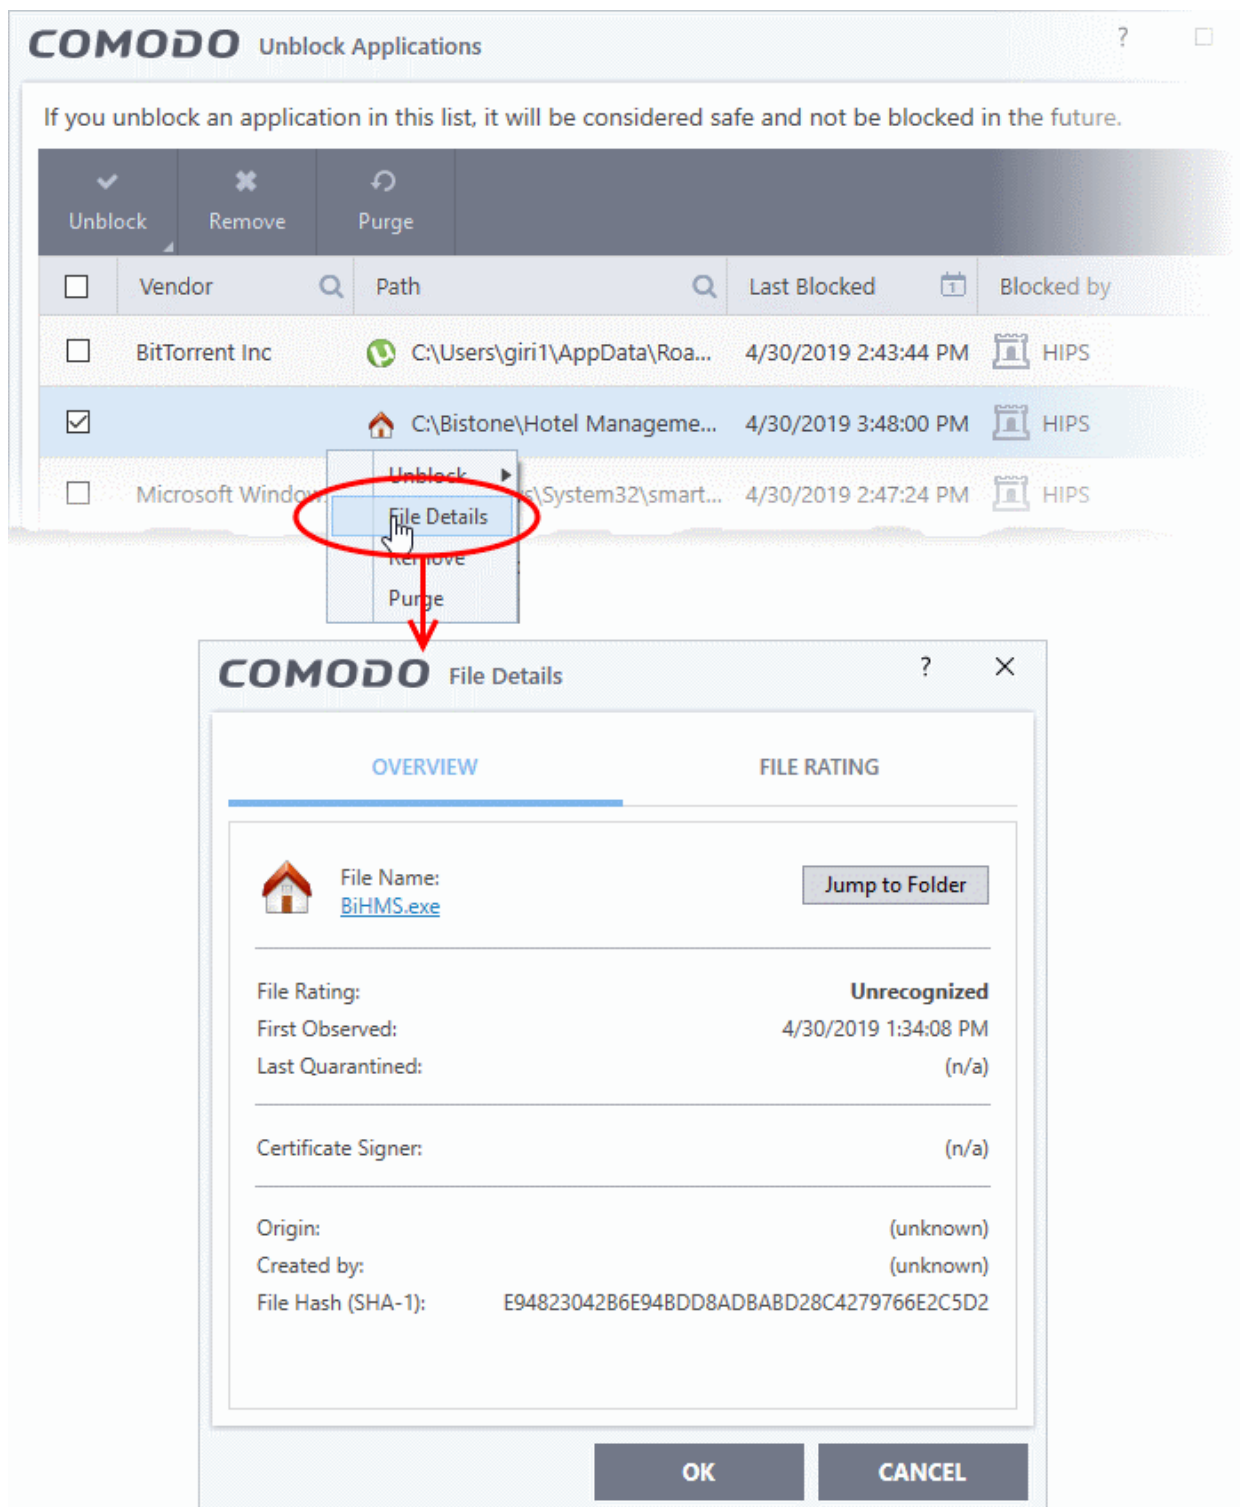 COMODO Unblock Applications ?
If you unblock an application in this list, it will be considered safe and not be blocked in the future.
Unblock Remove Purge
Vendor Path Last Blocked 1 Blocked by
BitTorrent Inc C:\Users\giri1\AppData\Roa... 4/30/2019 2:43:44 PM HIPS
C:\Bistone\Hotel Manageme... 4/30/2019 3:48:00 PM HIPS
Unblock
Microsoft Window s\System32\smart... 4/30/2019 2:47:24 PM HIPS
File Details
Remove
Purge
COMODO File Details ?
OVERVIEW FILE RATING
File Name:
BiHMS.exe
Jump to Folder
File Rating: Unrecognized
First Observed: 4/30/2019 1:34:08 PM
Last Quarantined: (n/a)
Certificate Signer: (n/a)
Origin: (unknown)
Created by: (unknown)
File Hash (SHA-1): E94823042B6E94BDD8ADBABD28C4279766E2C5D2
OK CANCEL